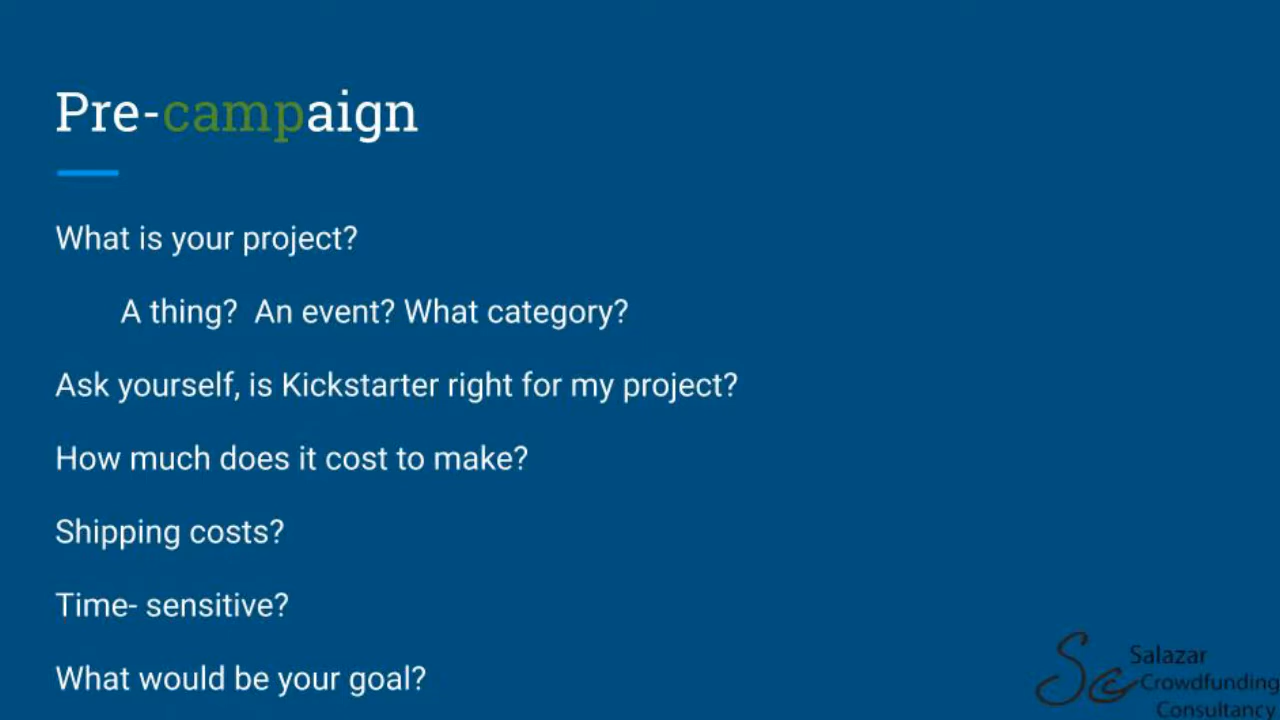 Pre-campaign
What is your project?
A thing?  An event? What category?
Ask yourself, is Kickstarter right for my project?
How much does it cost to make?
Shipping costs?
Time- sensitive?
What would be your goal?
Scc
Salazar
Crowdfunding
Consultancy